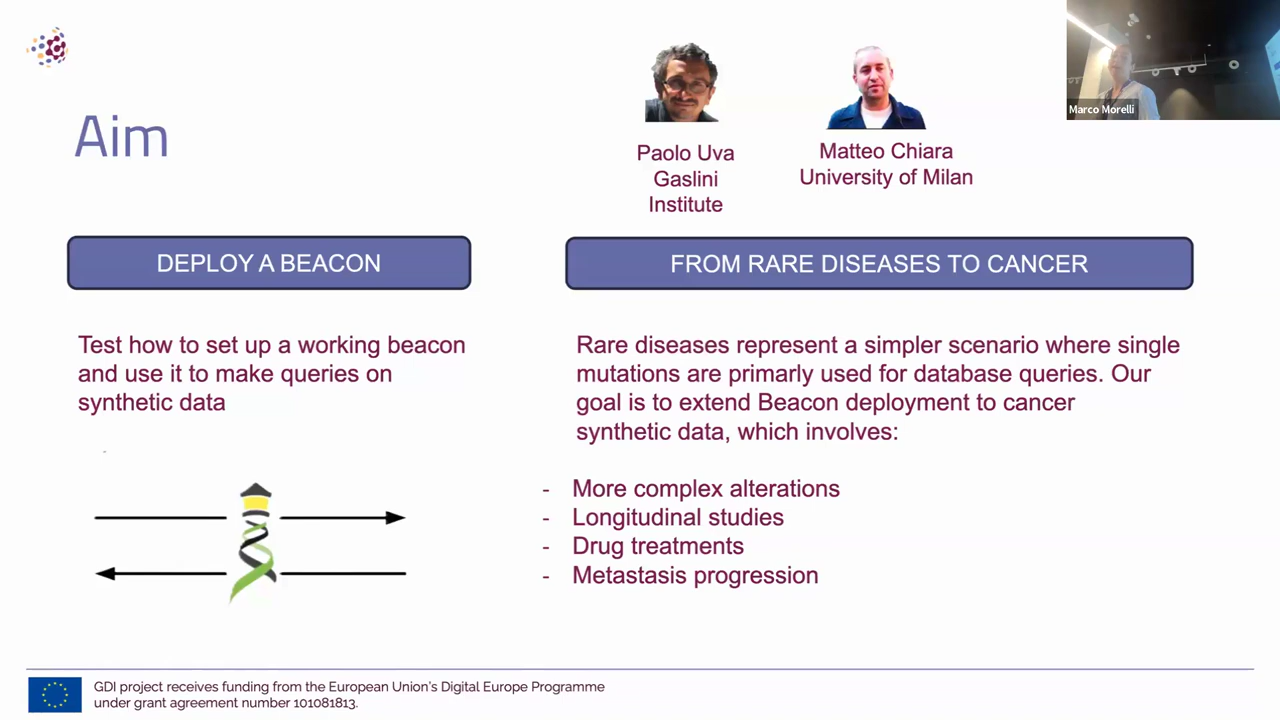 Marco Morelli
Aim
Paolo Uva
Gaslini
Institute
Matteo Chiara
University of Milan
DEPLOY A BEACON
Test how to set up a working beacon
and use it to make queries on
synthetic data
FROM RARE DISEASES TO CANCER
Rare diseases represent a simpler scenario where single
mutations are primarly used for database queries. Our
goal is to extend Beacon deployment to cancer
synthetic data, which involves:
- More complex alterations
- Longitudinal studies
- Drug treatments
- Metastasis progression
GDI project receives funding from the European Union's Digital Europe Programme
under grant agreement number 101081813.